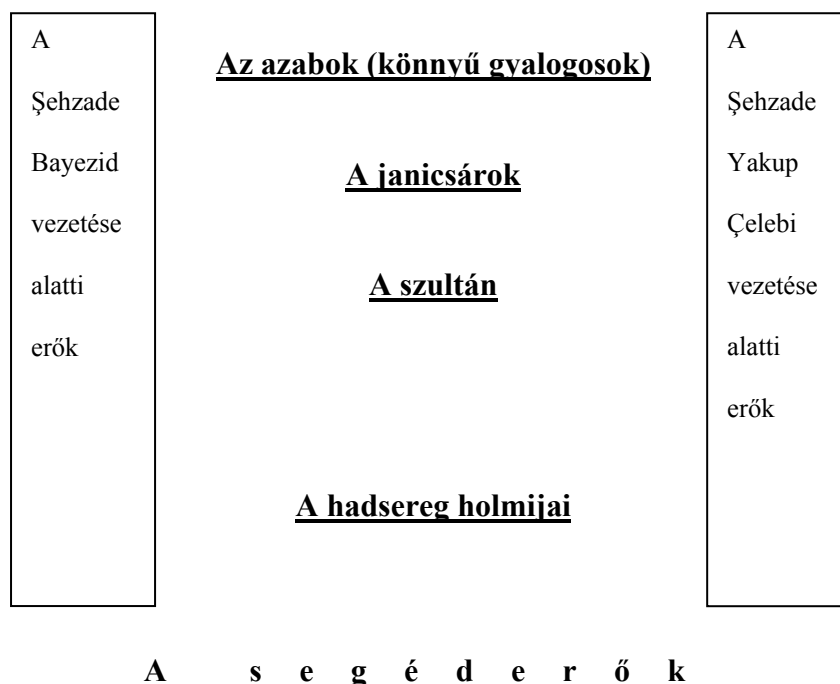 A
Şehzade
Bayezid
vezetése
alatti
erők
Az azabok (könnyű gyalogosok)
A janicsárok
A szultán
A hadsereg holmijai
A
Şehzade
Yakup
Çelebi
vezetése
alatti
erők
A segéderők